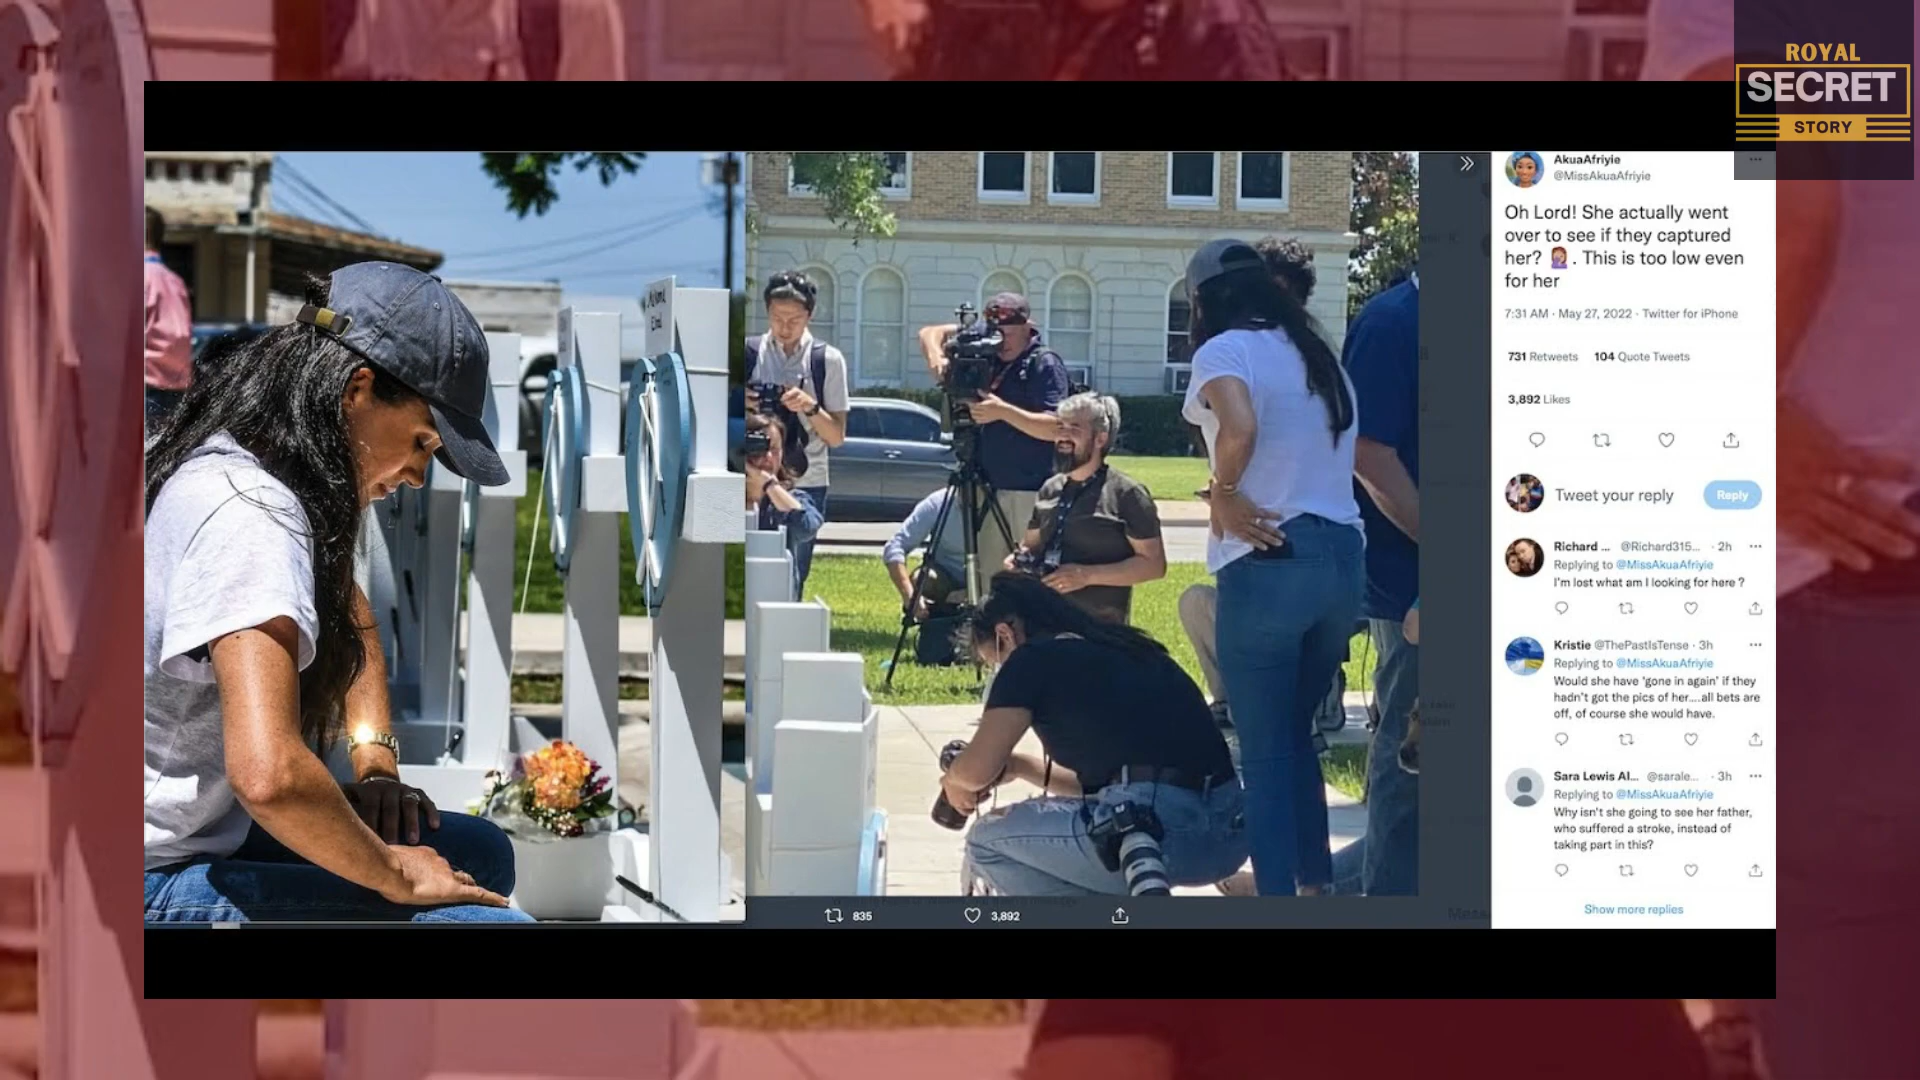 ROYAL
SECRET
STORY
AkuaAfriyie
@MissAkuaAfriyie
Oh Lord! She actually went
over to see if they captured
her? 🤦🏽‍♀️. This is too low even
for her
7:31 AM · May 27, 2022 · Twitter for iPhone
731 Retweets 104 Quote Tweets
3,892 Likes
Tweet your reply
Reply
Richard ... @Richard315... · 2h
Replying to @MissAkuaAfriyie
I'm lost what am I looking for here ?
Kristie @ThePastIsTense · 3h
Replying to @MissAkuaAfriyie
Would she have 'gone in again' if they
hadn't got the pics of her....all bets are
off, of course she would have.
Sara Lewis Al... @sarale... · 3h
Replying to @MissAkuaAfriyie
Why isn't she going to see her father,
who suffered a stroke, instead of
taking part in this?
Show more replies
835 3,892